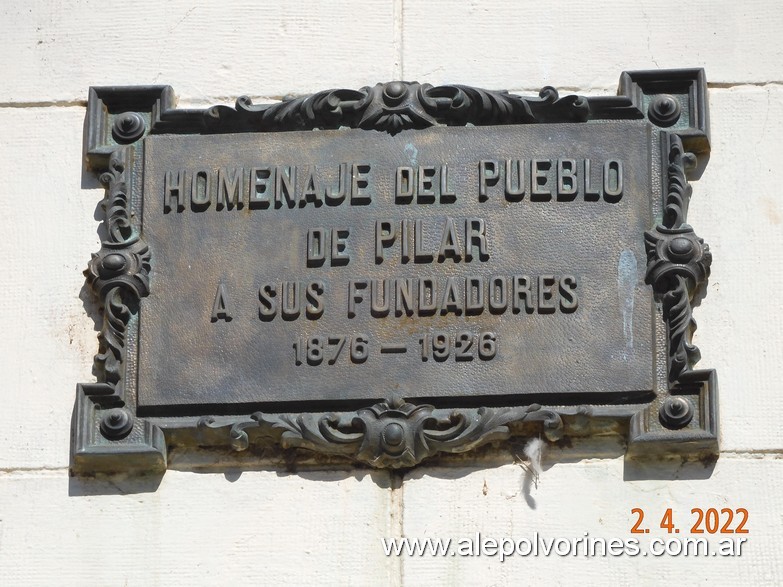 HOMENAJE DEL PUEBLO
DE PILAR
A SUS FUNDADORES
1876 – 1926
2. 4. 2022
www.alepolvorines.com.ar